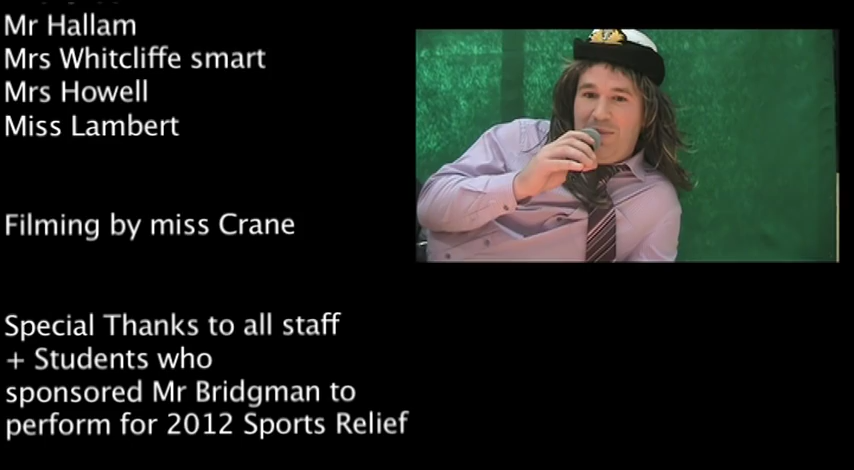 Mr Hallam
Mrs Whitcliffe smart
Mrs Howell
Miss Lambert
Filming by miss Crane
Special Thanks to all staff
+ Students who
sponsored Mr Bridgman to
perform for 2012 Sports Relief